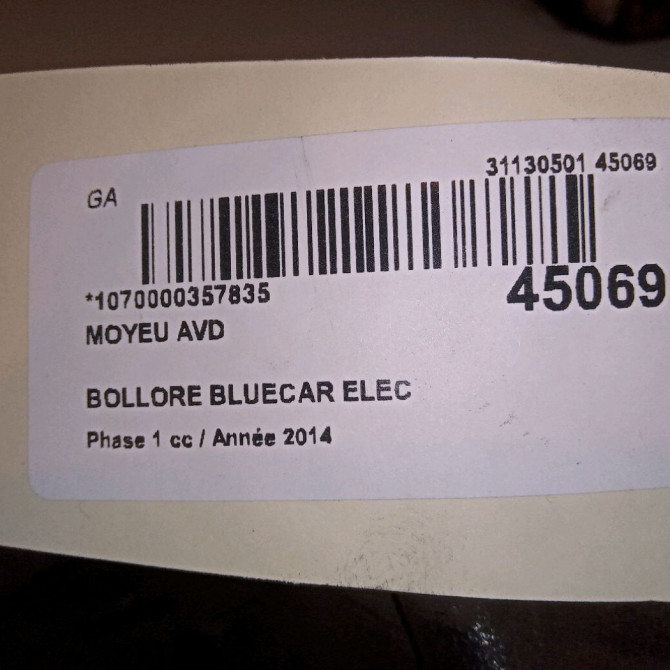 31130501 45069
GA
*1070000357835
45069
MOYEU AVD
BOLLORE BLUECAR ELEC
Phase 1 cc / Année 2014